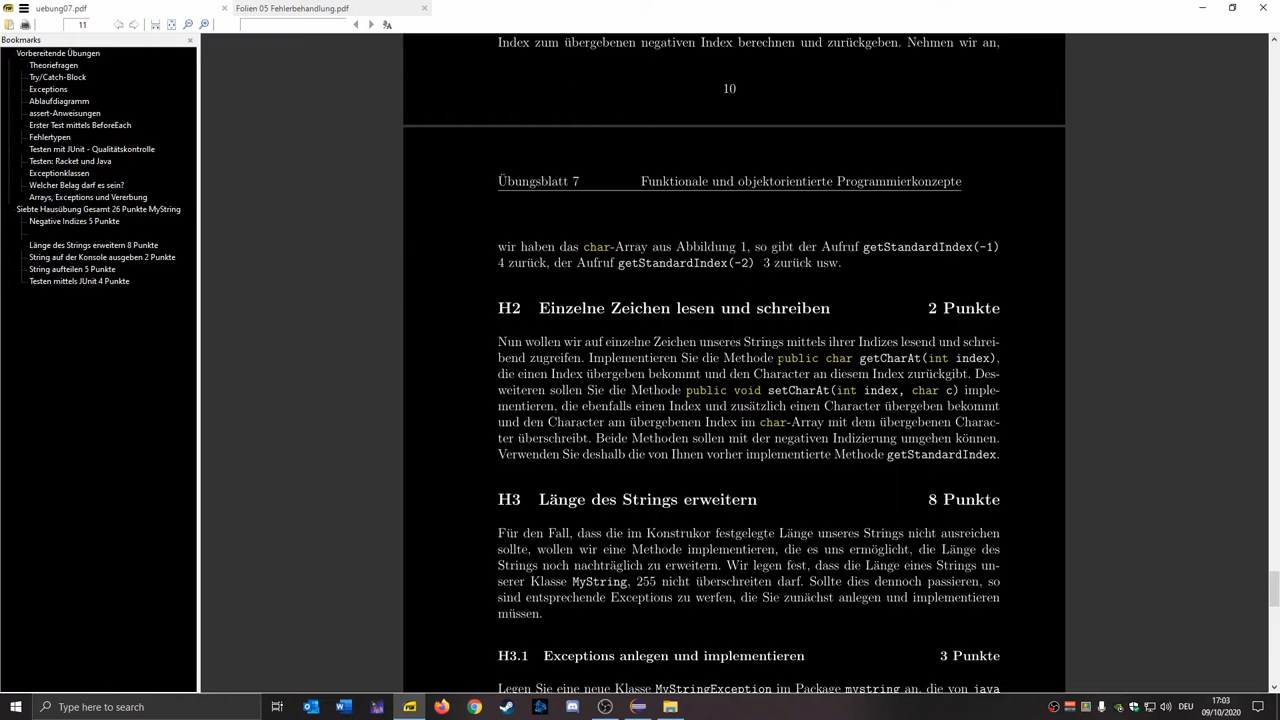 uebung07.pdf
Folien 05 Fehlerbehandlung.pdf
11
Bookmarks
Vorbereitende Übungen
Theoriefragen
Try/Catch-Block
Exceptions
Ablaufdiagramm
assert-Anweisungen
Erster Test mittels BeforeEach
Fehlertypen
Testen mit JUnit - Qualitätskontrolle
Testen: Racket und Java
Exceptionklassen
Welcher Belag darf es sein?
Arrays, Exceptions und Vererbung
Siebte Hausübung Gesamt 26 Punkte MyString
Negative Indizes 5 Punkte
Länge des Strings erweitern 8 Punkte
String auf der Konsole ausgeben 2 Punkte
String aufteilen 5 Punkte
Testen mittels JUnit 4 Punkte
Index zum übergebenen negativen Index berechnen und zurückgeben. Nehmen wir an,
10
Übungsblatt 7 Funktionale und objektorientierte Programmierkonzepte
wir haben das char-Array aus Abbildung 1, so gibt der Aufruf getStandardIndex(-1)
4 zurück, der Aufruf getStandardIndex(-2) 3 zurück usw.
H2 Einzelne Zeichen lesen und schreiben 2 Punkte
Nun wollen wir auf einzelne Zeichen unseres Strings mittels ihrer Indizes lesend und schrei-
bend zugreifen. Implementieren Sie die Methode public char getCharAt(int index),
die einen Index übergeben bekommt und den Character an diesem Index zurückgibt. Des-
weiteren sollen Sie die Methode public void setCharAt(int index, char c) imple-
mentieren, die ebenfalls einen Index und zusätzlich einen Character übergeben bekommt
und den Character am übergebenen Index im char-Array mit dem übergebenen Charac-
ter überschreibt. Beide Methoden sollen mit der negativen Indizierung umgehen können.
Verwenden Sie deshalb die von Ihnen vorher implementierte Methode getStandardIndex.
H3 Länge des Strings erweitern 8 Punkte
Für den Fall, dass die im Konstrukor festgelegte Länge unseres Strings nicht ausreichen
sollte, wollen wir eine Methode implementieren, die es uns ermöglicht, die Länge des
Strings noch nachträglich zu erweitern. Wir legen fest, dass die Länge eines Strings un-
serer Klasse MyString, 255 nicht überschreiten darf. Sollte dies dennoch passieren, so
sind entsprechende Exceptions zu werfen, die Sie zunächst anlegen und implementieren
müssen.
H3.1 Exceptions anlegen und implementieren 3 Punkte
Legen Sie eine neue Klasse MyStringException im Package mystring an, die von java
Type here to search
DEU
17:03
09/10/2020